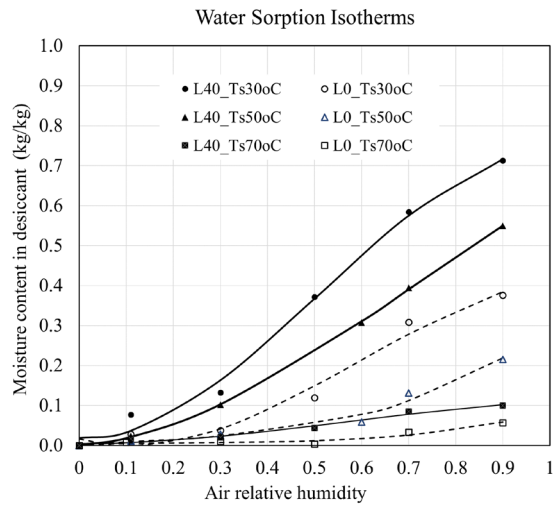 Water Sorption Isotherms
1.0
0.9
0.8
0.7
0.6
0.5
0.4
0.3
0.2
0.1
0.0
Moisture content in desiccant (kg/kg)
L40_Ts30oC L0_Ts30oC
L40_Ts50oC L0_Ts50oC
L40_Ts70oC L0_Ts70oC
0 0.1 0.2 0.3 0.4 0.5 0.6 0.7 0.8 0.9 1
Air relative humidity